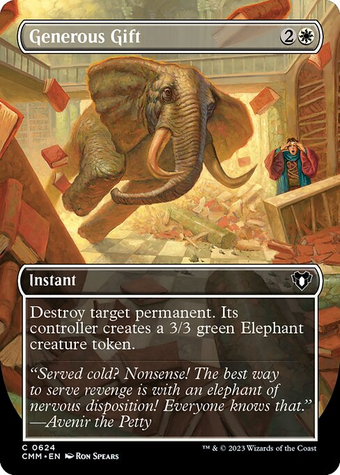 Generous Gift 2
Instant
Destroy target permanent. Its
controller creates a 3/3 green Elephant
creature token.
“Served cold? Nonsense! The best way
to serve revenge is with an elephant of
nervous disposition! Everyone knows that.”
—Avenir the Petty
C 0624
CMM • EN Ron Spears
™ & © 2023 Wizards of the Coast